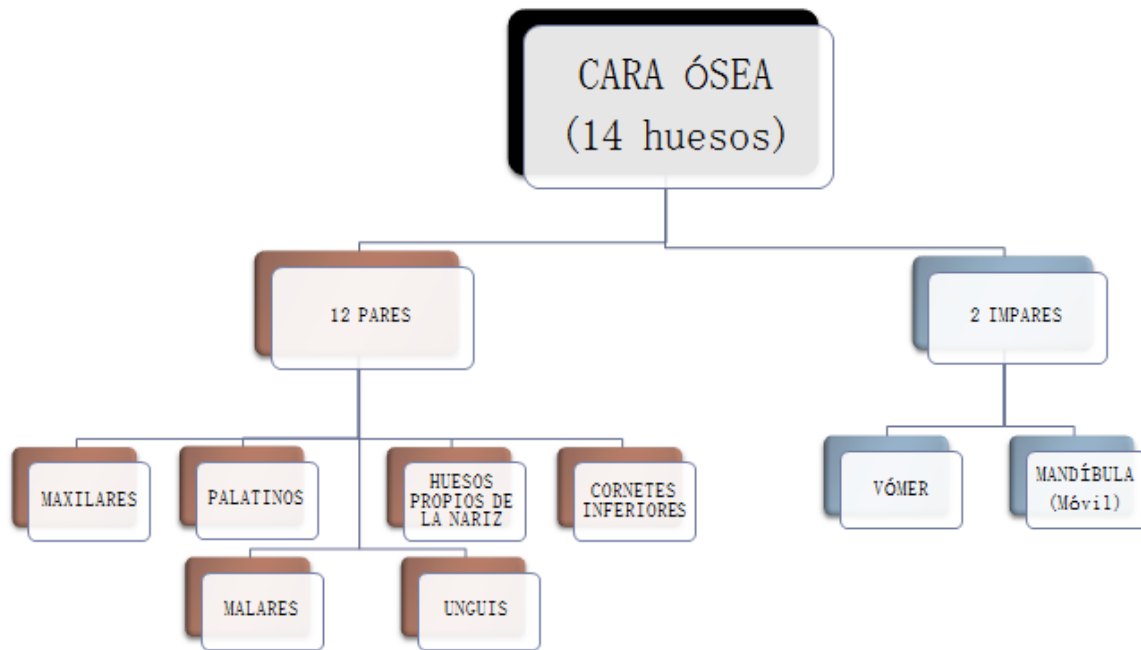 CARA ÓSEA
(14 huesos)
12 PARES
2 IMPARES
MAXILARES
PALATINOS
HUESOS
PROPIOS DE
LA NARIZ
CORNETES
INFERIORES
VÓMER
MANDÍBULA
(Móvil)
MALARES
UNGUIS